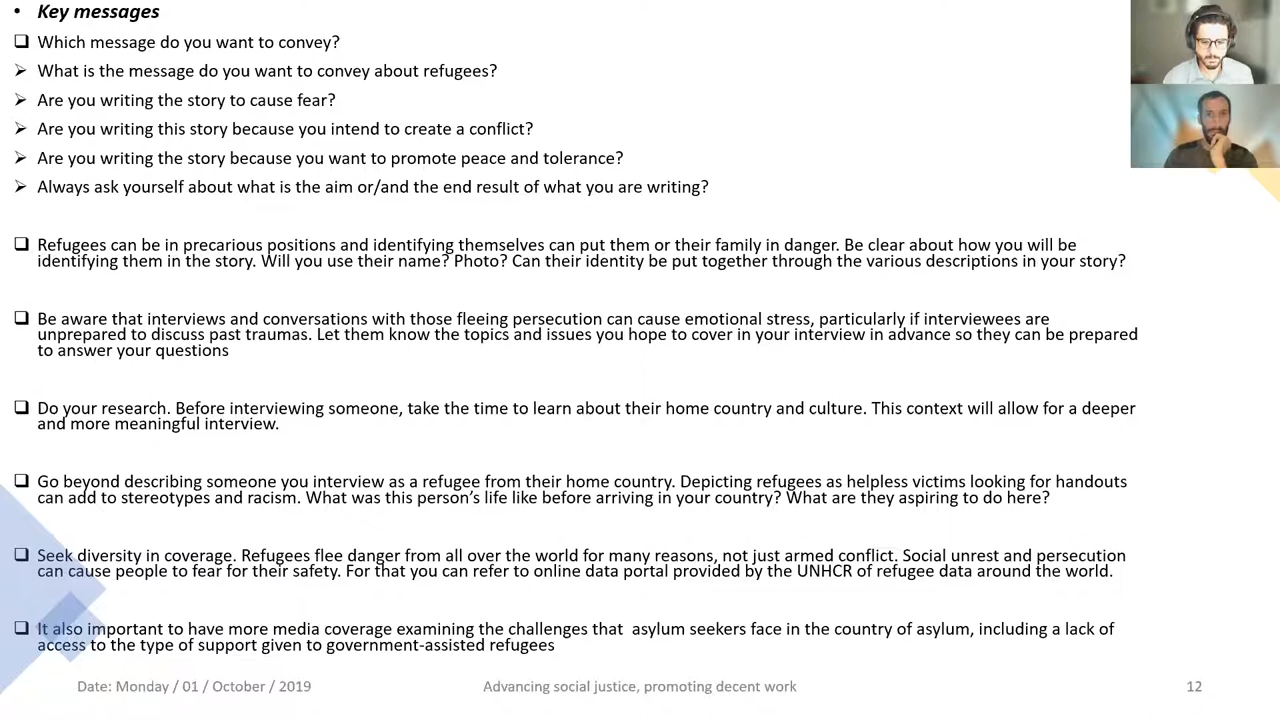 • Key messages
❑ Which message do you want to convey?
➢ What is the message do you want to convey about refugees?
➢ Are you writing the story to cause fear?
➢ Are you writing this story because you intend to create a conflict?
➢ Are you writing the story because you want to promote peace and tolerance?
➢ Always ask yourself about what is the aim or/and the end result of what you are writing?
❑ Refugees can be in precarious positions and identifying themselves can put them or their family in danger. Be clear about how you will be
identifying them in the story. Will you use their name? Photo? Can their identity be put together through the various descriptions in your story?
❑ Be aware that interviews and conversations with those fleeing persecution can cause emotional stress, particularly if interviewees are
unprepared to discuss past traumas. Let them know the topics and issues you hope to cover in your interview in advance so they can be prepared
to answer your questions
❑ Do your research. Before interviewing someone, take the time to learn about their home country and culture. This context will allow for a deeper
and more meaningful interview.
❑ Go beyond describing someone you interview as a refugee from their home country. Depicting refugees as helpless victims looking for handouts
can add to stereotypes and racism. What was this person’s life like before arriving in your country? What are they aspiring to do here?
❑ Seek diversity in coverage. Refugees flee danger from all over the world for many reasons, not just armed conflict. Social unrest and persecution
can cause people to fear for their safety. For that you can refer to online data portal provided by the UNHCR of refugee data around the world.
❑ It also important to have more media coverage examining the challenges that  asylum seekers face in the country of asylum, including a lack of
access to the type of support given to government-assisted refugees
Date: Monday / 01 / October / 2019
Advancing social justice, promoting decent work
12